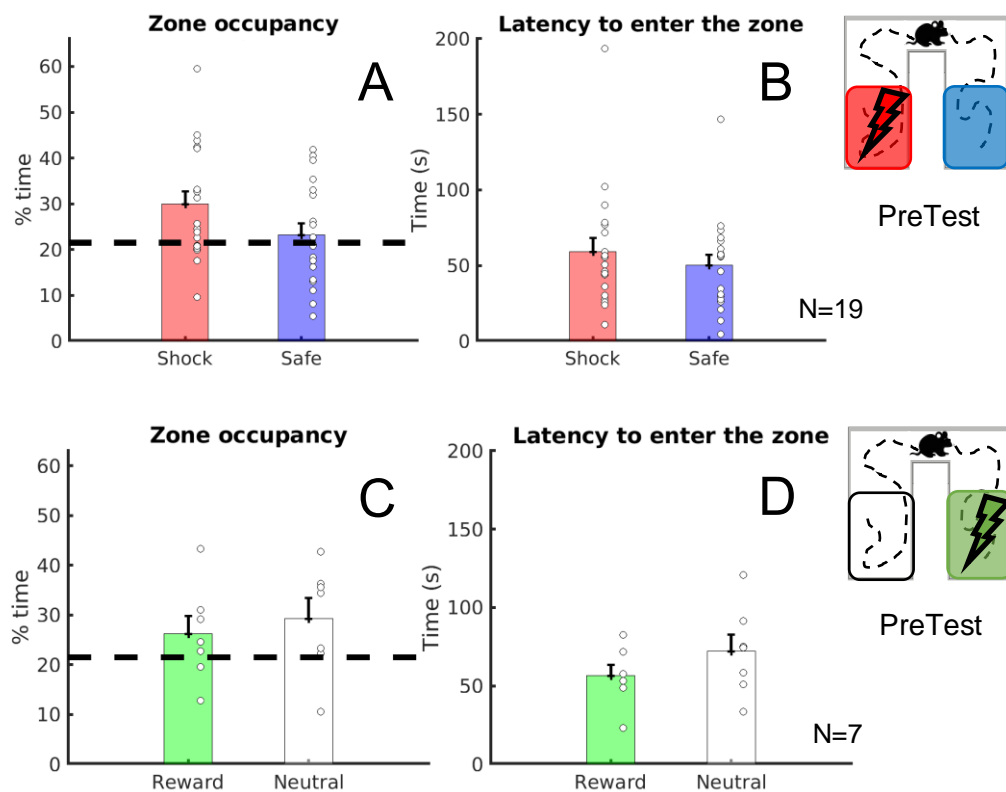 Zone occupancy
A
% time
60
50
40
30
20
10
0
Shock
Safe
Latency to enter the zone
B
Time (s)
200
150
100
50
0
Shock
Safe
PreTest
N=19
Zone occupancy
C
% time
60
50
40
30
20
10
0
Reward
Neutral
Latency to enter the zone
D
Time (s)
200
150
100
50
0
Reward
Neutral
PreTest
N=7